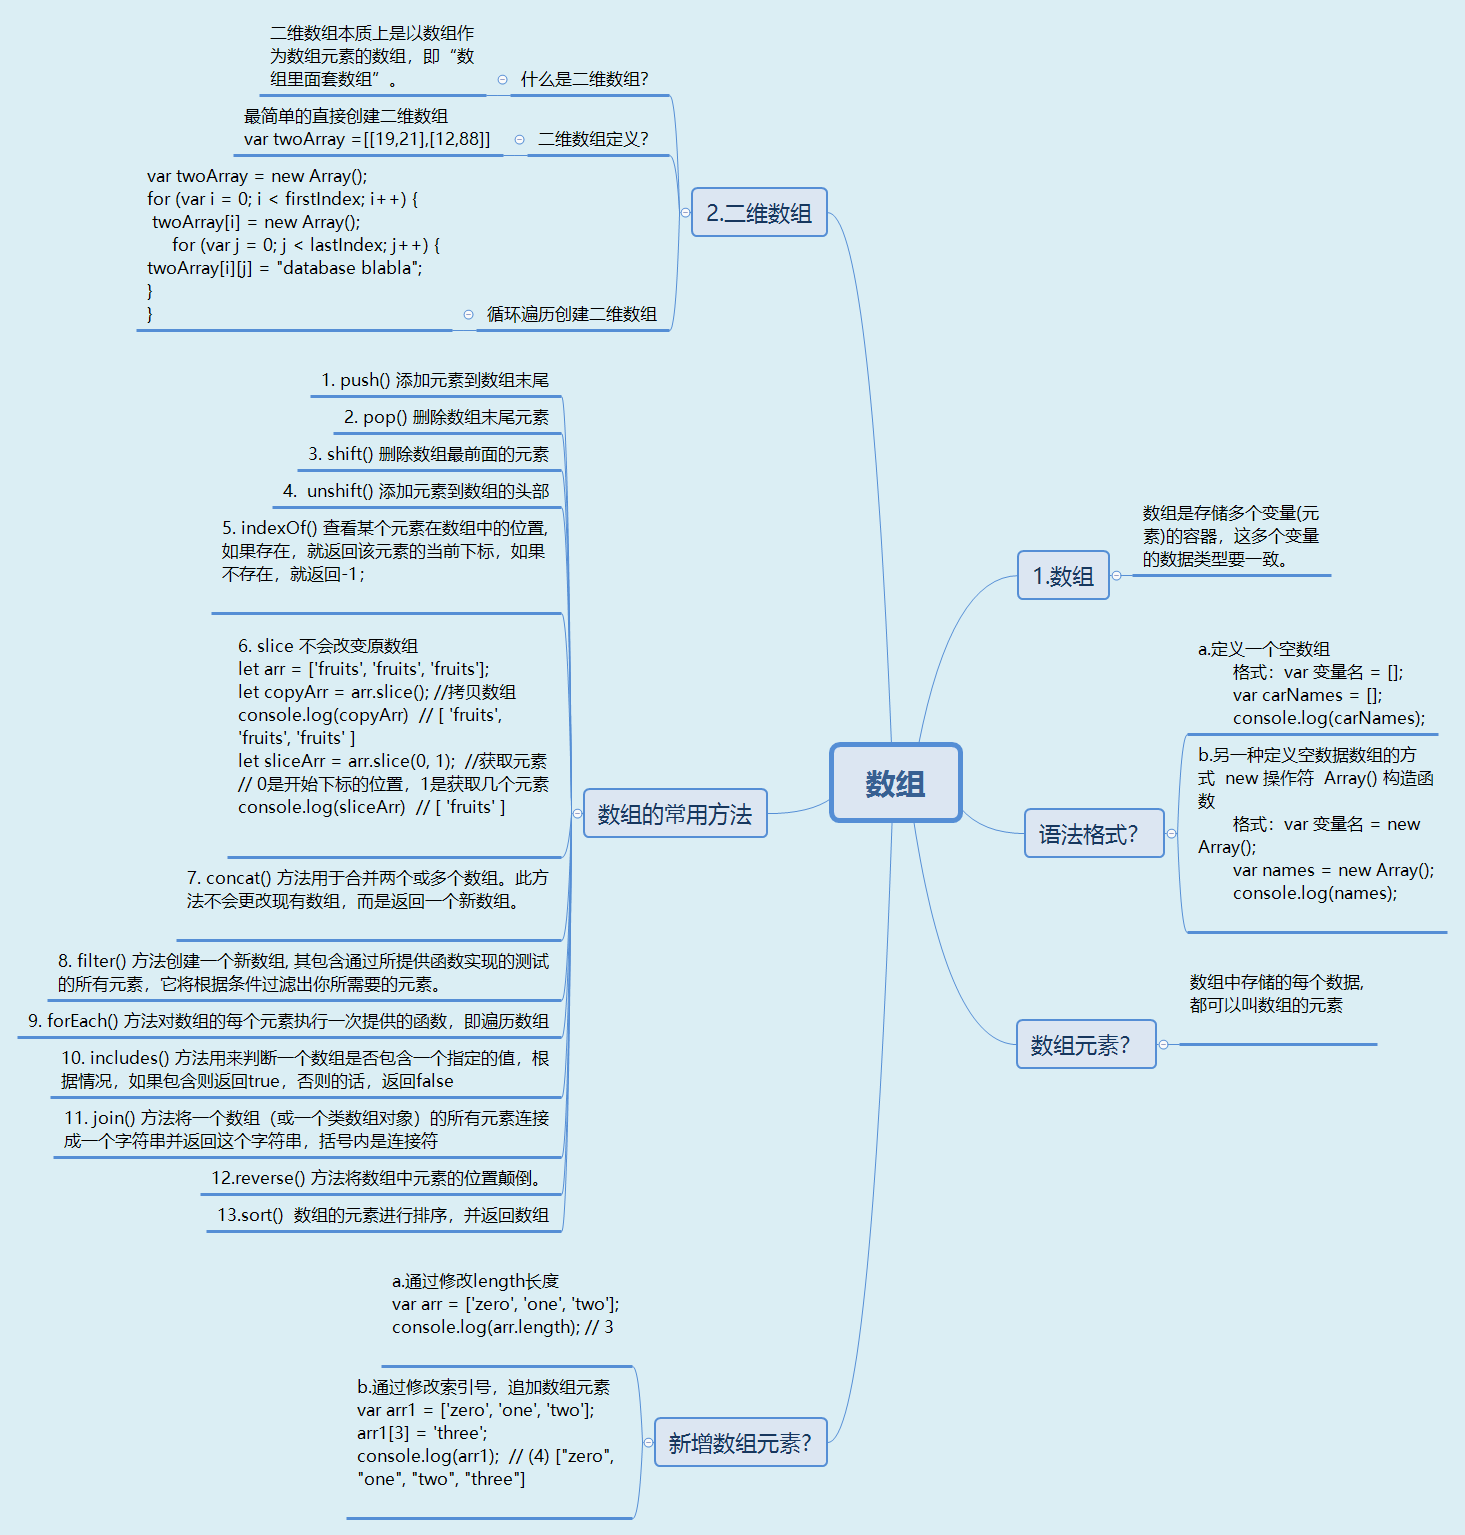 数组
1.数组
数组是存储多个变量(元
素)的容器，这多个变量
的数据类型要一致。
语法格式？
a.定义一个空数组
格式：var 变量名 = [];
var carNames = [];
console.log(carNames);
b.另一种定义空数据数组的方
式  new 操作符  Array() 构造函
数
格式：var 变量名 = new
Array();
var names = new Array();
console.log(names);
数组元素？
数组中存储的每个数据,
都可以叫数组的元素
2.二维数组
什么是二维数组？
二维数组本质上是以数组作
为数组元素的数组，即“数
组里面套数组”。
二维数组定义？
最简单的直接创建二维数组
var twoArray =[[19,21],[12,88]]
循环遍历创建二维数组
var twoArray = new Array();
for (var i = 0; i < firstIndex; i++) {
twoArray[i] = new Array();
for (var j = 0; j < lastIndex; j++) {
twoArray[i][j] = "database blabla";
}
}
数组的常用方法
1. push() 添加元素到数组末尾
2. pop() 删除数组末尾元素
3. shift() 删除数组最前面的元素
4.  unshift() 添加元素到数组的头部
5. indexOf() 查看某个元素在数组中的位置,
如果存在，就返回该元素的当前下标，如果
不存在，就返回-1；
6. slice 不会改变原数组
let arr = ['fruits', 'fruits', 'fruits'];
let copyArr = arr.slice(); //拷贝数组
console.log(copyArr)  // [ 'fruits',
'fruits', 'fruits' ]
let sliceArr = arr.slice(0, 1);  //获取元素
// 0是开始下标的位置，1是获取几个元素
console.log(sliceArr)  // [ 'fruits' ]
7. concat() 方法用于合并两个或多个数组。此方
法不会更改现有数组，而是返回一个新数组。
8. filter() 方法创建一个新数组, 其包含通过所提供函数实现的测试
的所有元素，它将根据条件过滤出你所需要的元素。
9. forEach() 方法对数组的每个元素执行一次提供的函数，即遍历数组
10. includes() 方法用来判断一个数组是否包含一个指定的值，根
据情况，如果包含则返回true，否则的话，返回false
11. join() 方法将一个数组（或一个类数组对象）的所有元素连接
成一个字符串并返回这个字符串，括号内是连接符
12.reverse() 方法将数组中元素的位置颠倒。
13.sort()  数组的元素进行排序，并返回数组
新增数组元素？
a.通过修改length长度
var arr = ['zero', 'one', 'two'];
console.log(arr.length); // 3
b.通过修改索引号，追加数组元素
var arr1 = ['zero', 'one', 'two'];
arr1[3] = 'three';
console.log(arr1);  // (4) ["zero",
"one", "two", "three"]